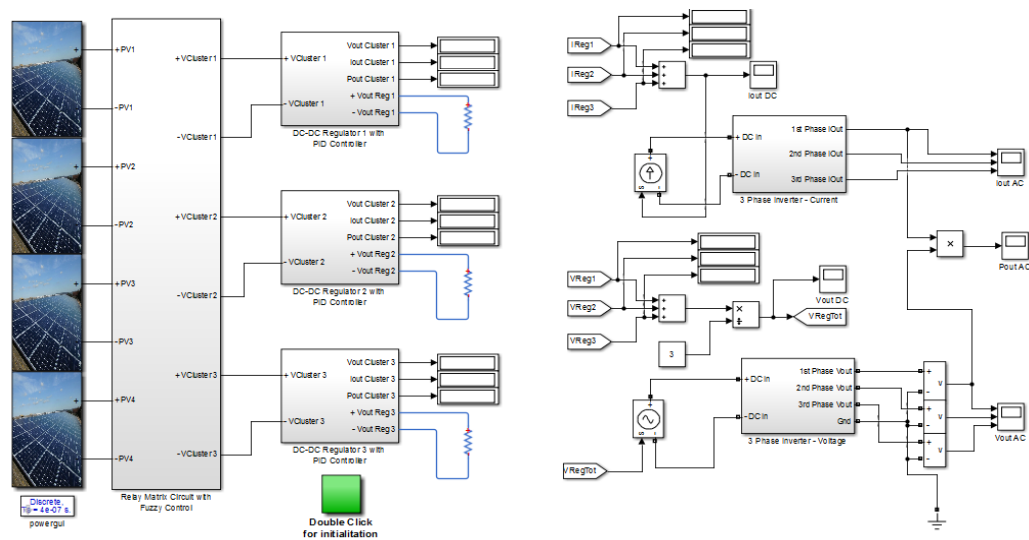 +PV1
-PV1
PV2
-PV2
PV3
-PV3
PV4
-PV4
+VCluster 1
-VCluster 1
+VCluster 2
-VCluster 2
+VCluster 3
-VCluster 3
Relay Matrix Circuit with
Fuzzy Control
Discrete,
powergui
+ VCluster 1
- VCluster 1
Vout Cluster 1
Iout Cluster 1
Pout Cluster 1
+ Vout Reg 1
- Vout Reg 1
DC-DC Regulator 1 with
PID Controller
+ VCluster 2
- VCluster 2
Vout Cluster 2
Iout Cluster 2
Pout Cluster 2
+ Vout Reg 2
- Vout Reg 2
DC-DC Regulator 2 with
PID Controller
+ VCluster 3
- VCluster 3
Vout Cluster 3
Iout Cluster 3
Pout Cluster 3
+ Vout Reg 3
- Vout Reg 3
DC-DC Regulator 3 with
PID Controller
Double Click
for initialitation
IReg1
IReg2
IReg3
Iout DC
+ DC In
- DC In
1st Phase IOut
2nd Phase IOut
3rd Phase IOut
3 Phase Inverter - Current
Iout AC
Pout AC
VReg1
VReg2
VReg3
3
Vout DC
VRegTot
+ DC In
- DC In
1st Phase Vout
2nd Phase Vout
3rd Phase Vout
Gnd
3 Phase Inverter - Voltage
VRegTot
v
v
v
Vout AC